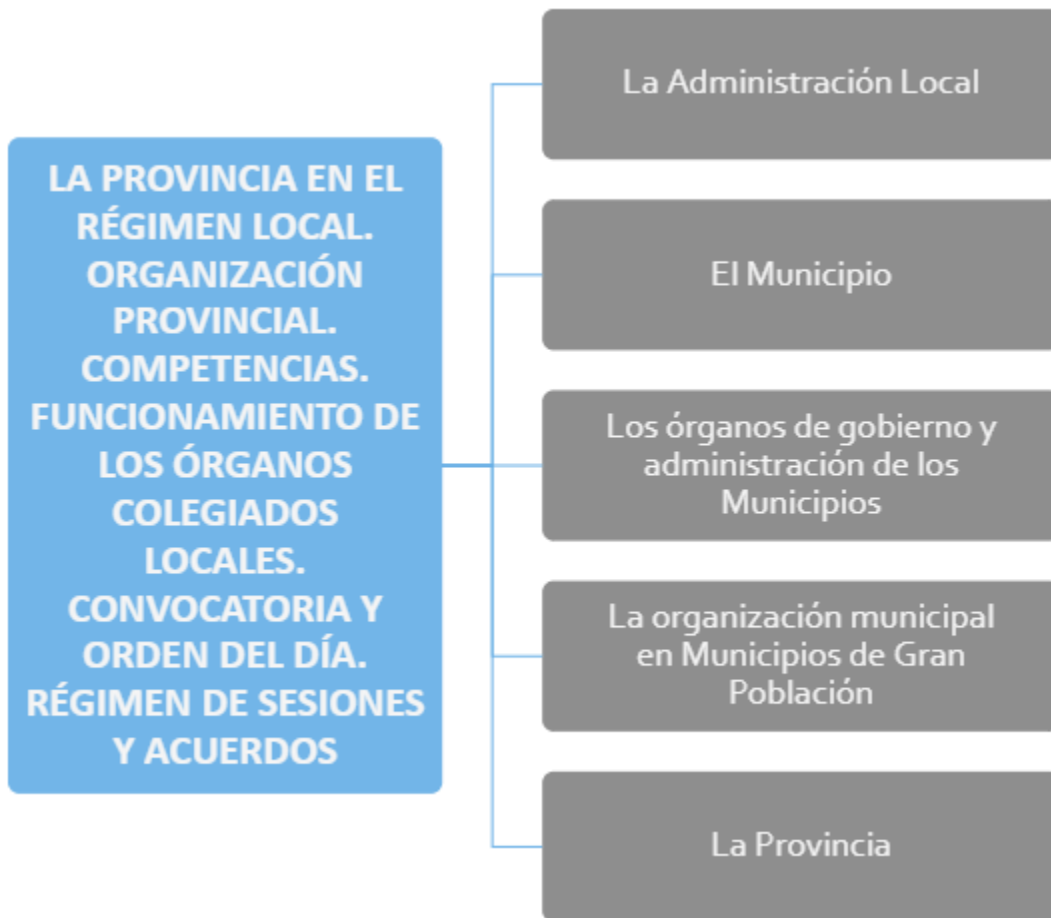 LA PROVINCIA EN EL
RÉGIMEN LOCAL.
ORGANIZACIÓN
PROVINCIAL.
COMPETENCIAS.
FUNCIONAMIENTO DE
LOS ÓRGANOS
COLEGIADOS
LOCALES.
CONVOCATORIA Y
ORDEN DEL DÍA.
RÉGIMEN DE SESIONES
Y ACUERDOS
La Administración Local
El Municipio
Los órganos de gobierno y
administración de los
Municipios
La organización municipal
en Municipios de Gran
Población
La Provincia